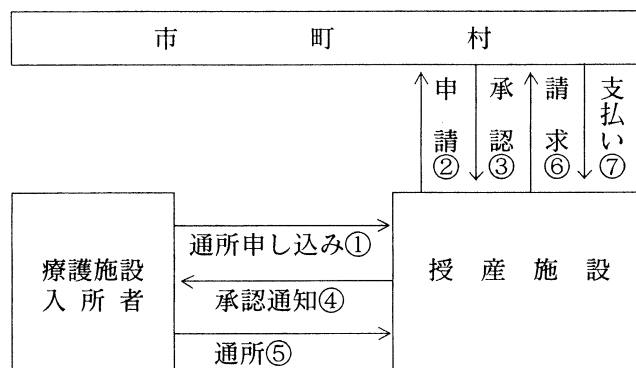 市町村
申請②
承認③
請求⑥
支払い⑦
通所申し込み①
療護施設
入所者
承認通知④
授産施設
通所⑤